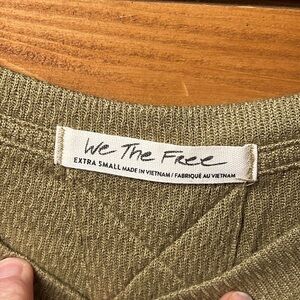 We The Free
EXTRA SMALL MADE IN VIETNAM / FABRIQUÉ AU VIETNAM